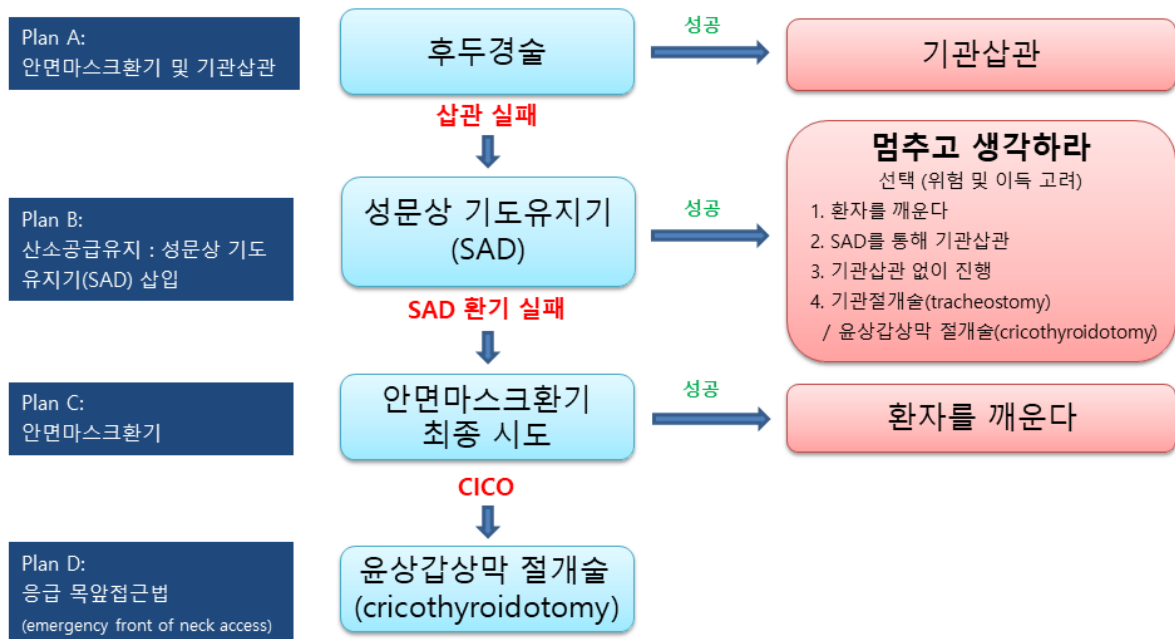 Plan A:
안면마스크환기 및 기관삽관
후두경술
성공
기관삽관
삽관 실패
Plan B:
산소공급유지 : 성문상 기도
유지기(SAD) 삽입
성문상 기도유지기
(SAD)
성공
멈추고 생각하라
선택 (위험 및 이득 고려)
1. 환자를 깨운다
2. SAD를 통해 기관삽관
3. 기관삽관 없이 진행
4. 기관절개술(tracheostomy)
/ 윤상갑상막 절개술(cricothyroidotomy)
SAD 환기 실패
Plan C:
안면마스크환기
안면마스크환기
최종 시도
성공
환자를 깨운다
CICO
Plan D:
응급 목앞접근법
(emergency front of neck access)
윤상갑상막 절개술
(cricothyroidotomy)